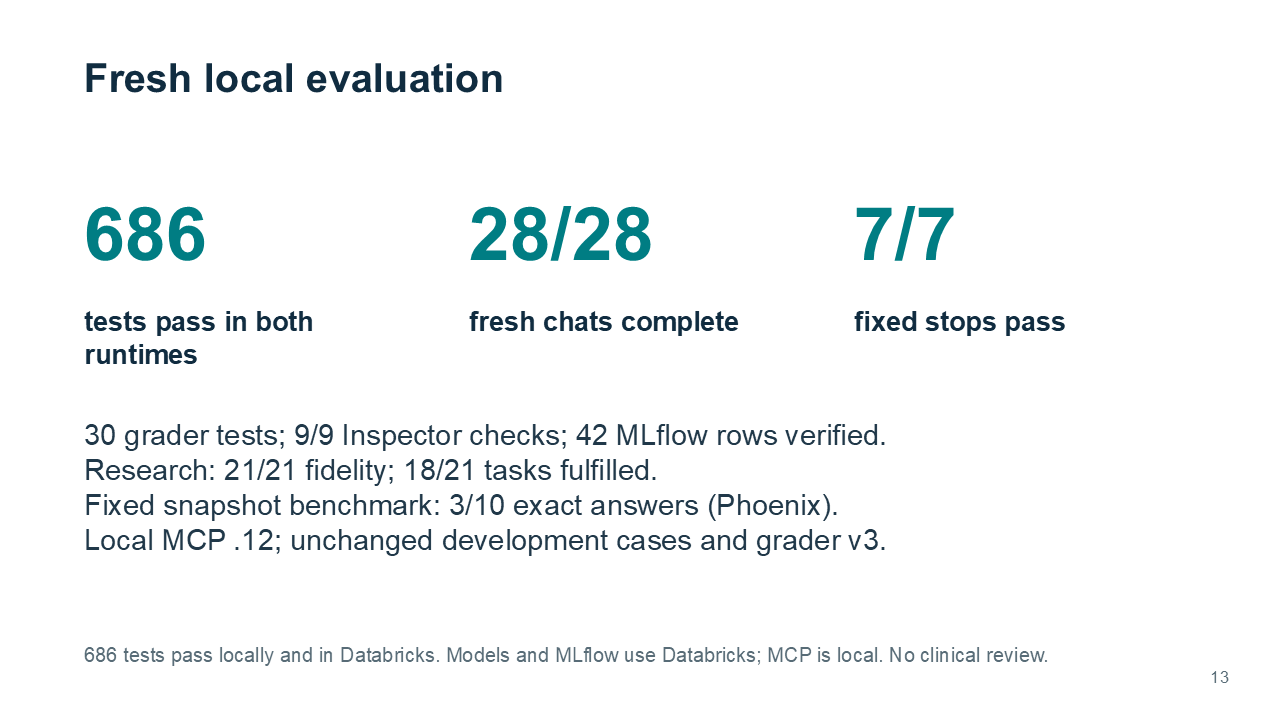 Fresh local evaluation
686
28/28
7/7
tests pass in both
runtimes
fresh chats complete
fixed stops pass
30 grader tests; 9/9 Inspector checks; 42 MLflow rows verified.
Research: 21/21 fidelity; 18/21 tasks fulfilled.
Fixed snapshot benchmark: 3/10 exact answers (Phoenix).
Local MCP .12; unchanged development cases and grader v3.
686 tests pass locally and in Databricks. Models and MLflow use Databricks; MCP is local. No clinical review.
13